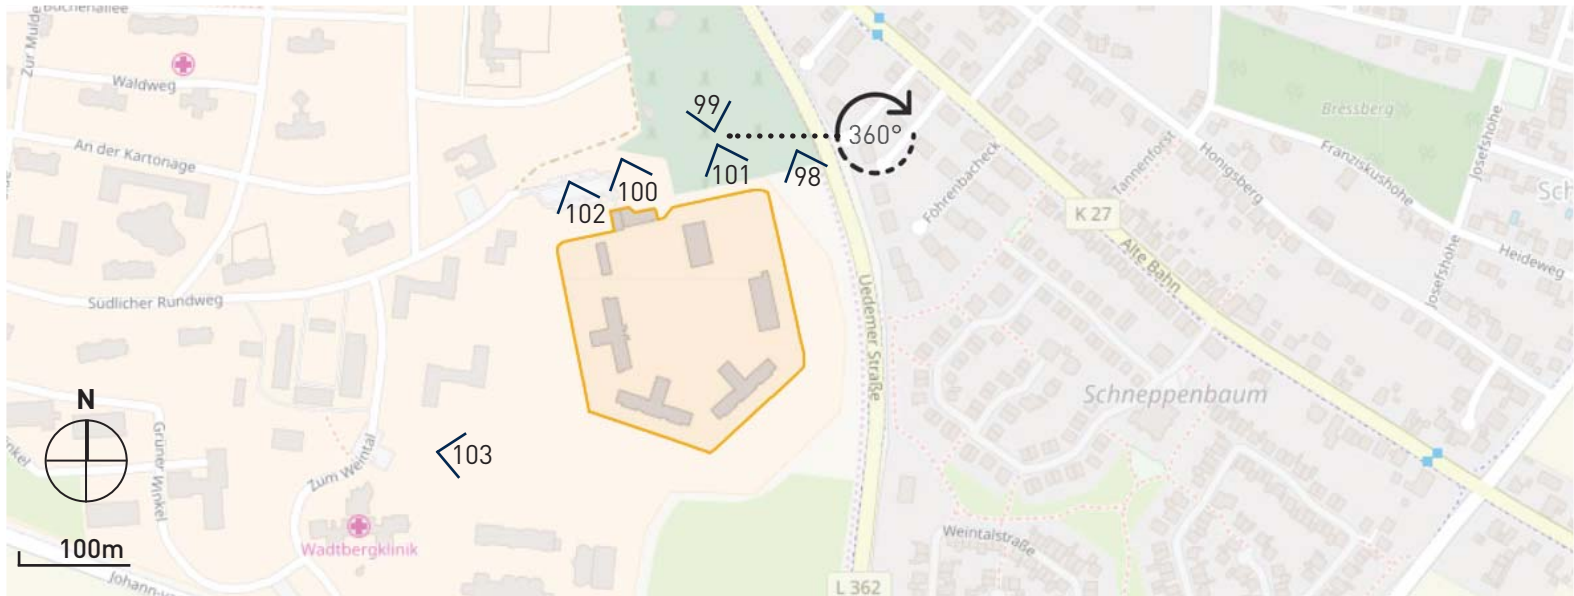 Buchenallee
Zur Mulde
Waldweg
An der Kartonage
99
360°
101
98
100
102
Bressberg
Franziskushöhe
Josefshöhe
Honigsberg
Tannenforst
Föhrenbacheck
K 27
Alte Bahn
Heideweg
Josefshöhe
Sch
Südlicher Rundweg
Uedemer Straße
Schneppenbaum
N
Grüner Winkel
inkel
Zum Weintal
103
100m
Wadtbergklinik
Weintalstraße
L 362